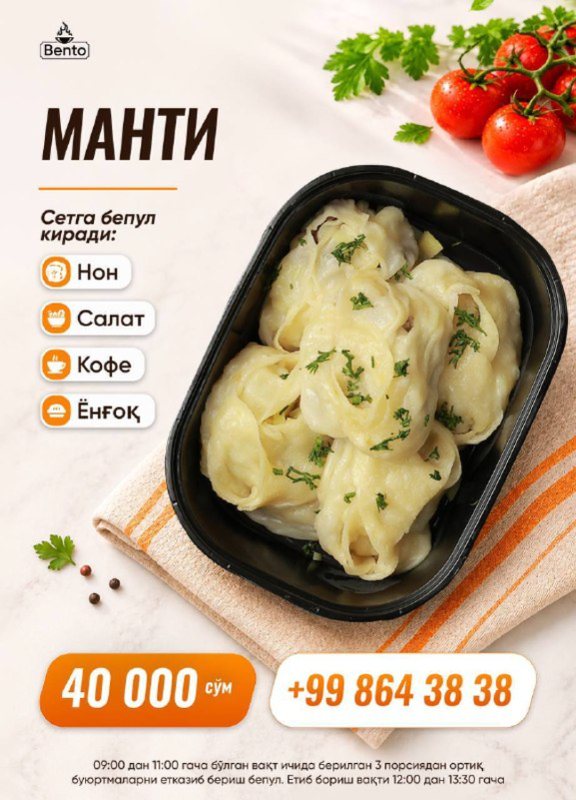 Bento
МАНТИ
Сетга бепул
киради:
Нон
Салат
Кофе
Ёнғоқ
40 000 сўм
+99 864 38 38
09:00 дан 11:00 гача бўлган вақт ичида берилган 3 порсиядан ортиқ
буюртмаларни етказиб бериш бепул. Етиб бориш вақти 12:00 дан 13:30 гача